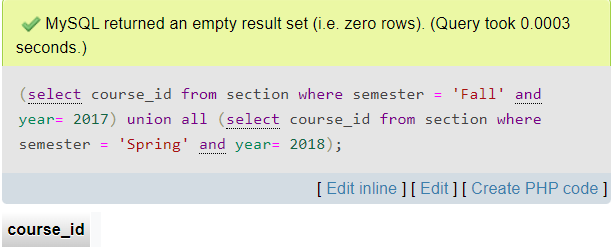 MySQL returned an empty result set (i.e. zero rows). (Query took 0.0003
seconds.)
(select course_id from section where semester = 'Fall' and
year= 2017) union all (select course_id from section where
semester = 'Spring' and year= 2018);
[ Edit inline ] [ Edit ] [ Create PHP code ]
course_id